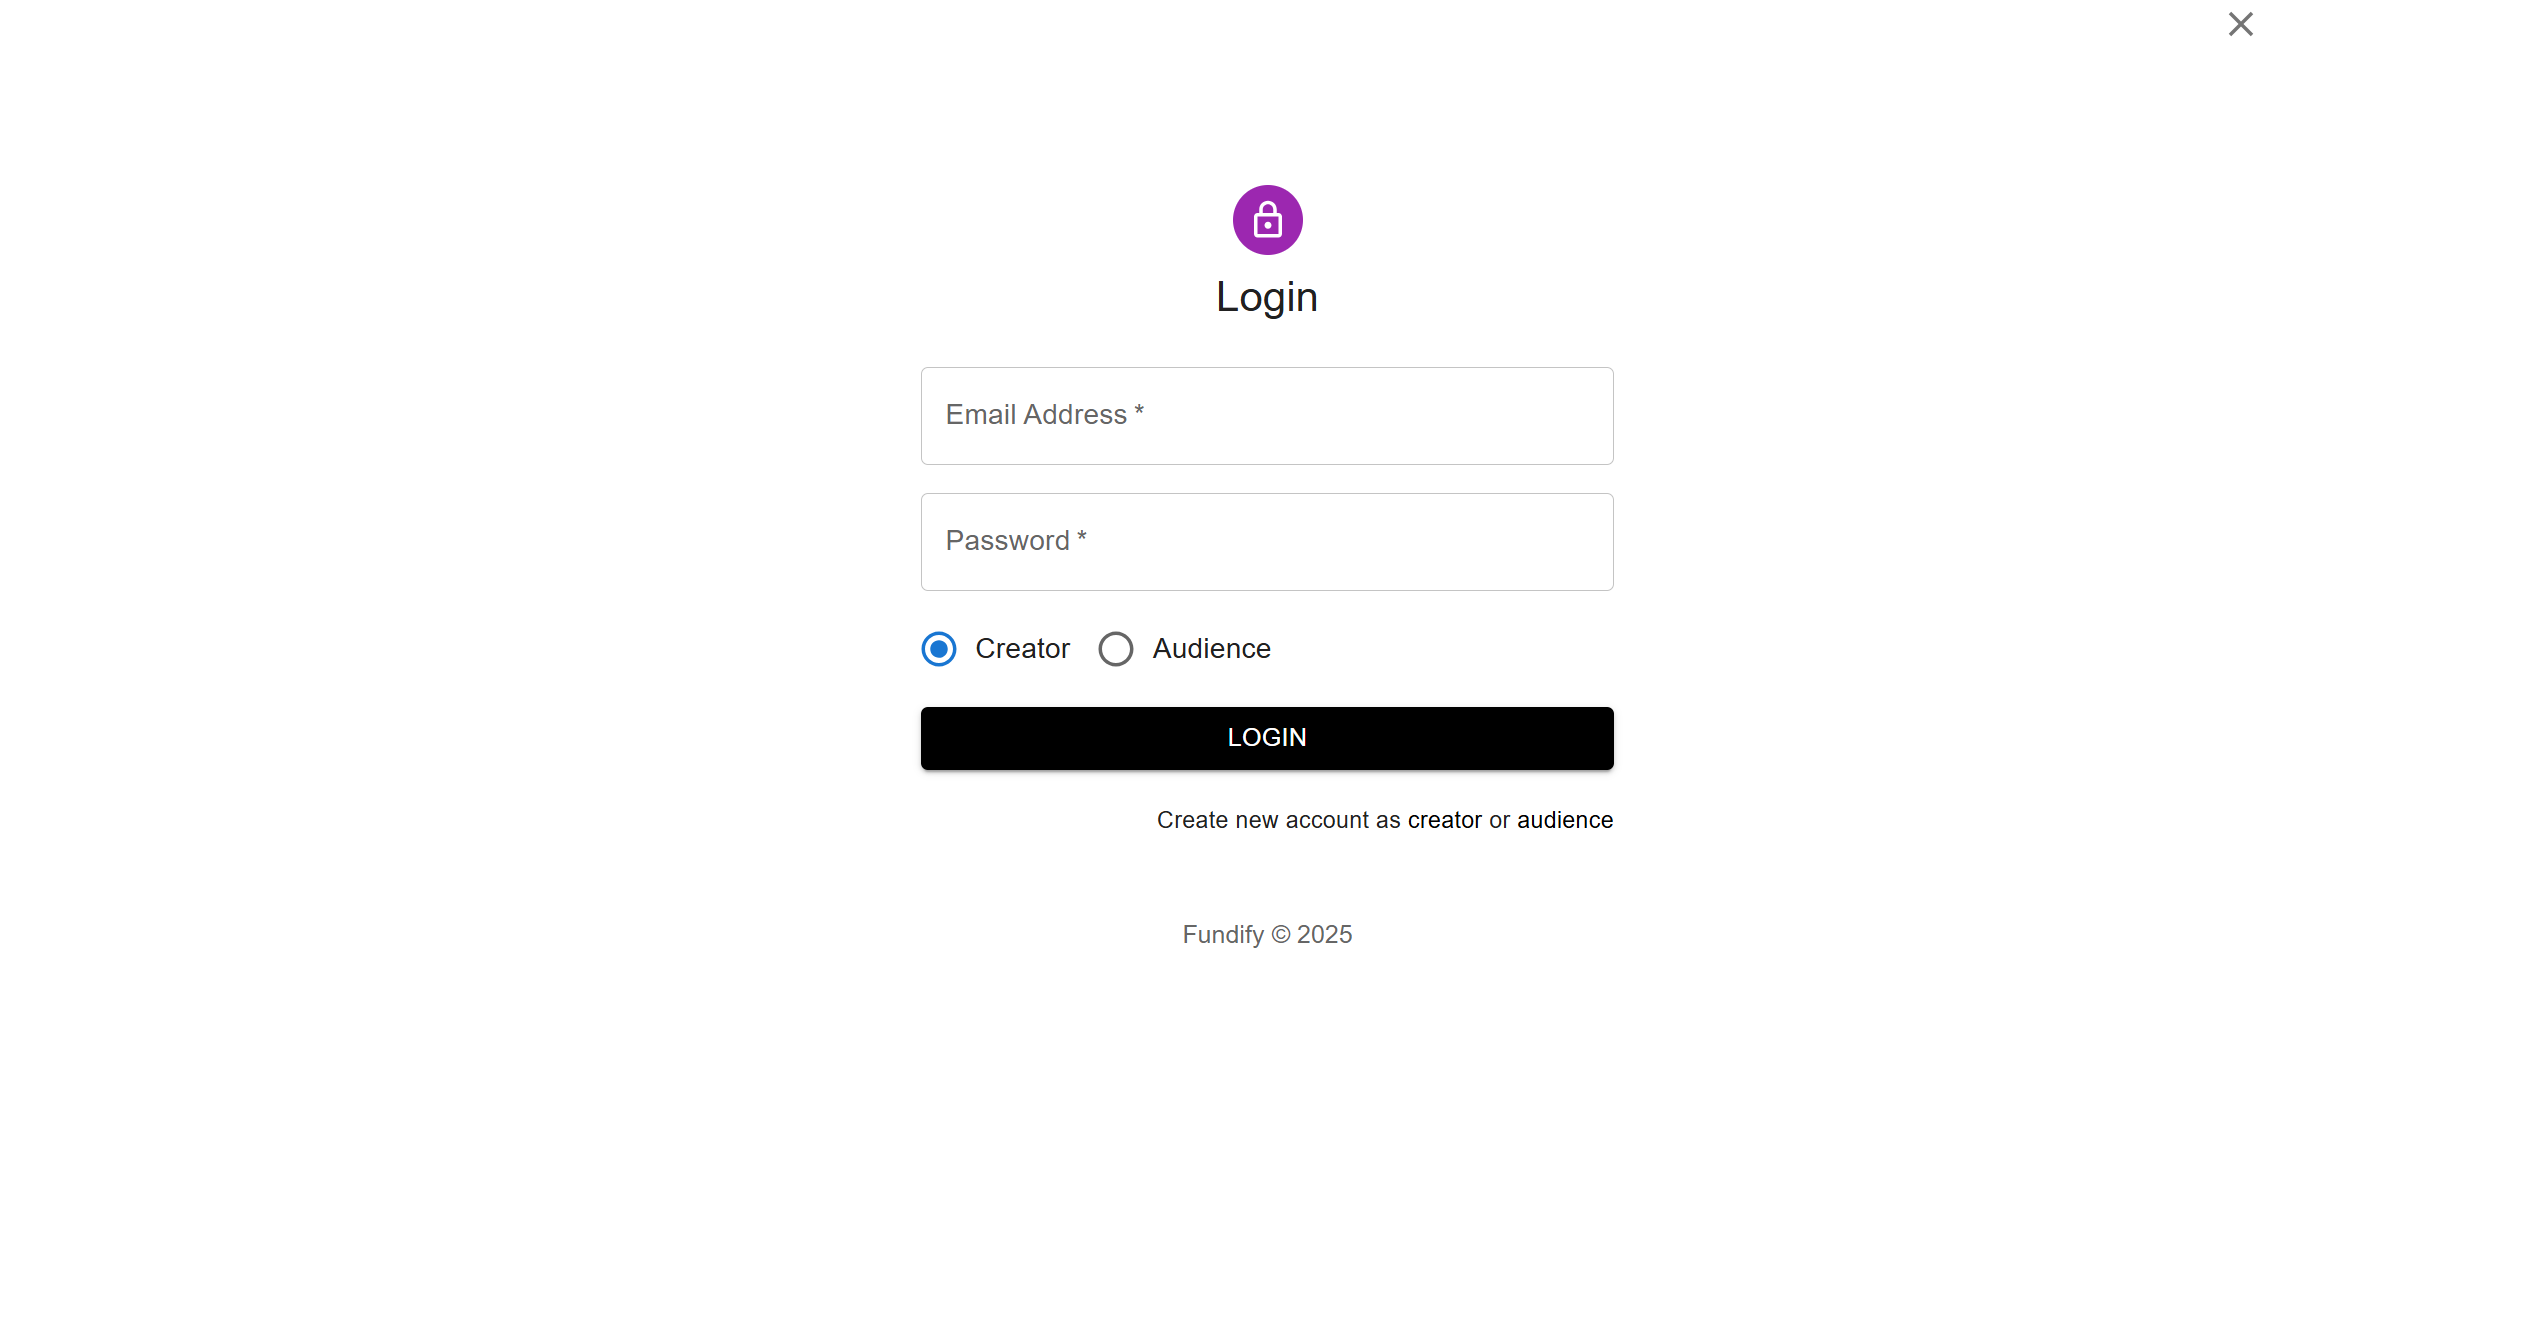 Login
Email Address *
Password *
Creator Audience
LOGIN
Create new account as creator or audience
Fundify © 2025